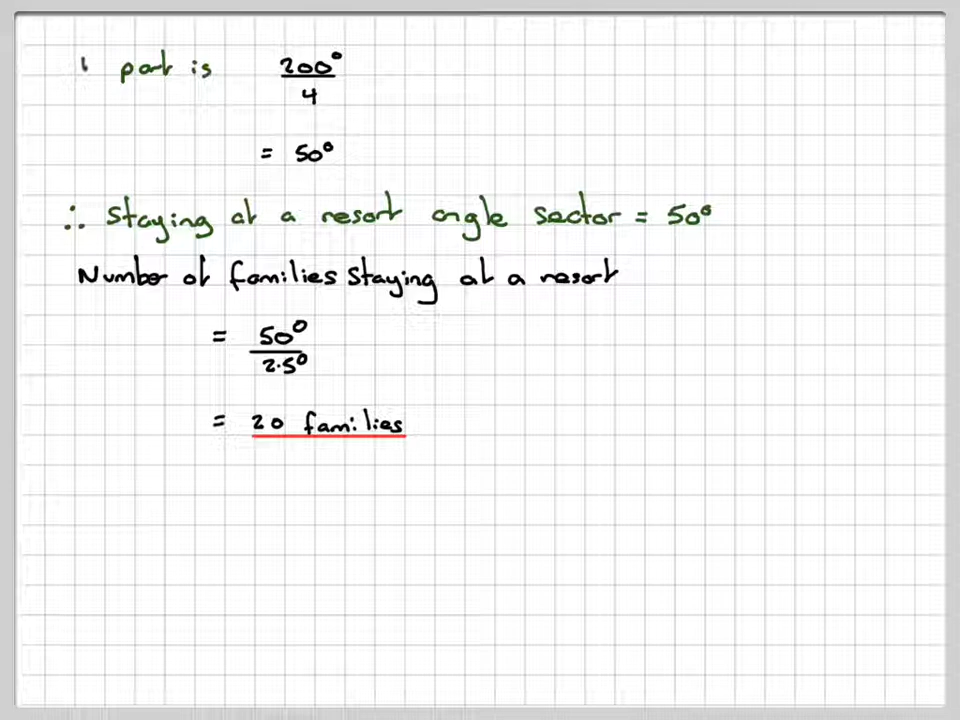 1 part is 200°/4
= 50°
∴ Staying at a resort angle sector = 50°
Number of families staying at a resort
= 50°/2.5°
= 20 families